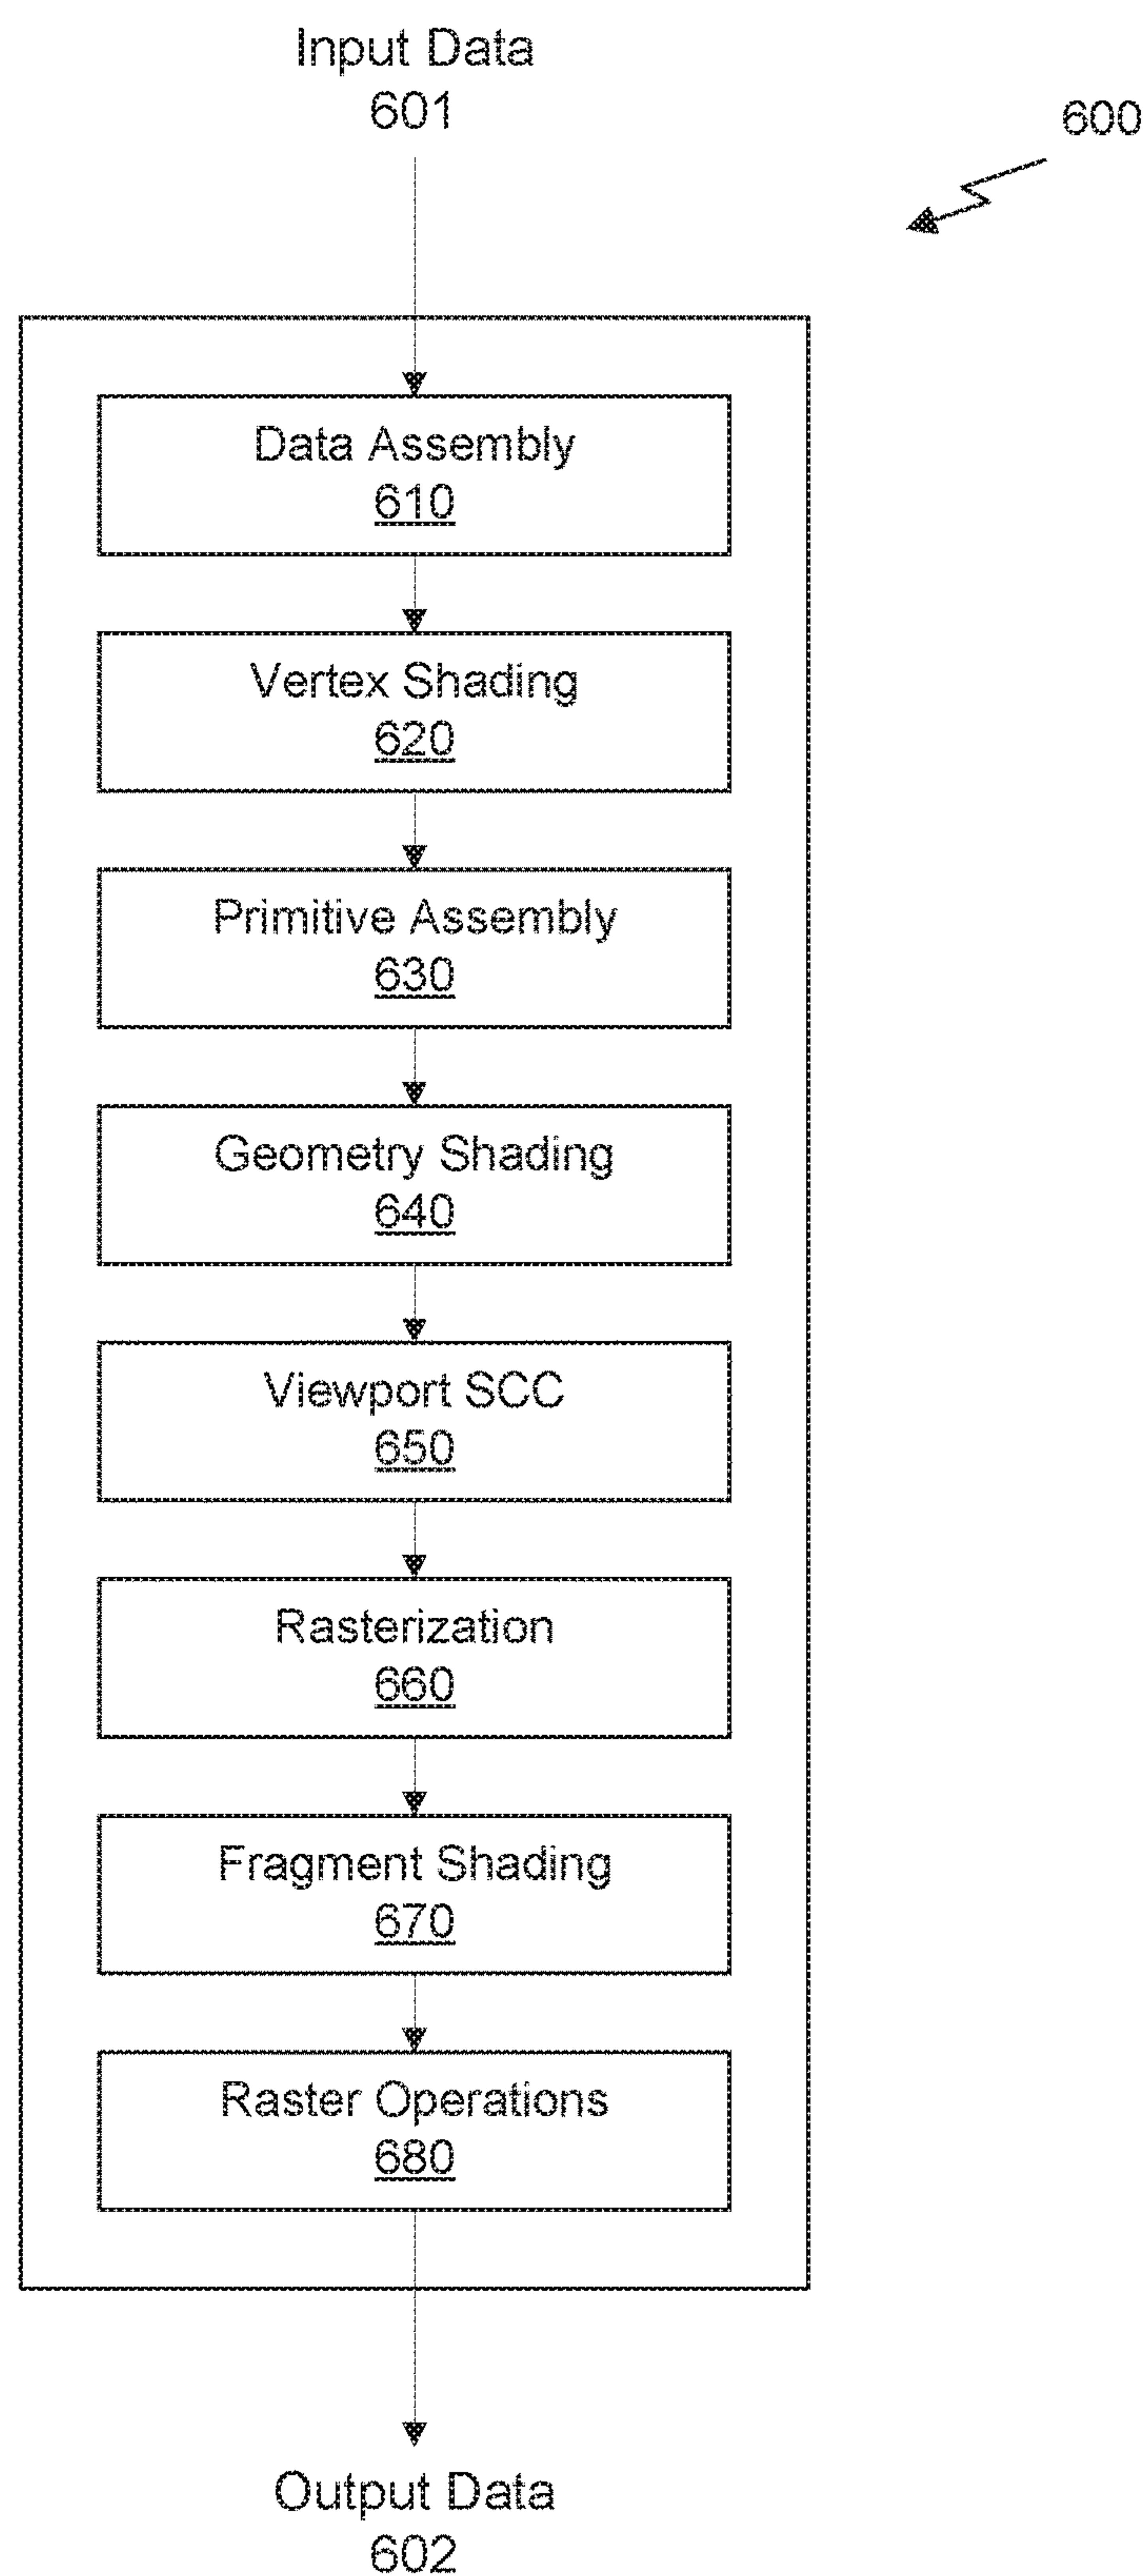 Input Data
601
600
Data Assembly
610
Vertex Shading
620
Primitive Assembly
630
Geometry Shading
640
Viewport SCC
650
Rasterization
660
Fragment Shading
670
Raster Operations
680
Output Data
602